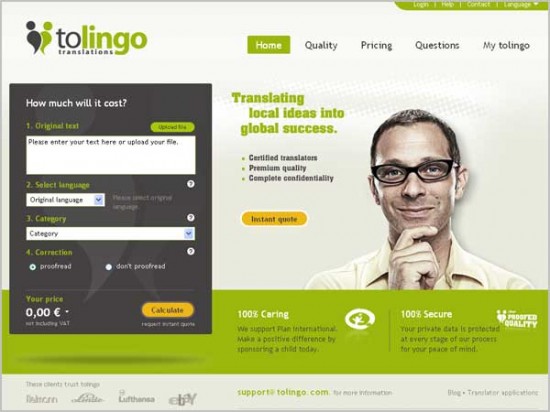 Login | Help | Contact | Language
tolingo
translations
Home
Quality
Pricing
Questions
My tolingo
How much will it cost?
1. Original text
Upload file
Please enter your text here or upload your file.
2. Select language
?
Original language
Please select original
language.
3. Category
?
Category
4. Correction
?
proofread
don't proofread
Your price
0,00 € *
not including VAT
Calculate
request instant quote
Translating
local ideas into
global success.
Certified translators
Premium quality
Complete confidentiality
Instant quote
100% Caring
We support Plan International.
Make a positive difference by
sponsoring a child today.
100% Secure
Your private data is protected
at every stage of our process
for your peace of mind.
PROOFED
QUALITY
These clients trust tolingo
Linde
Lufthansa
ebay
support@tolingo.com. for more information
Blog • Translator applications